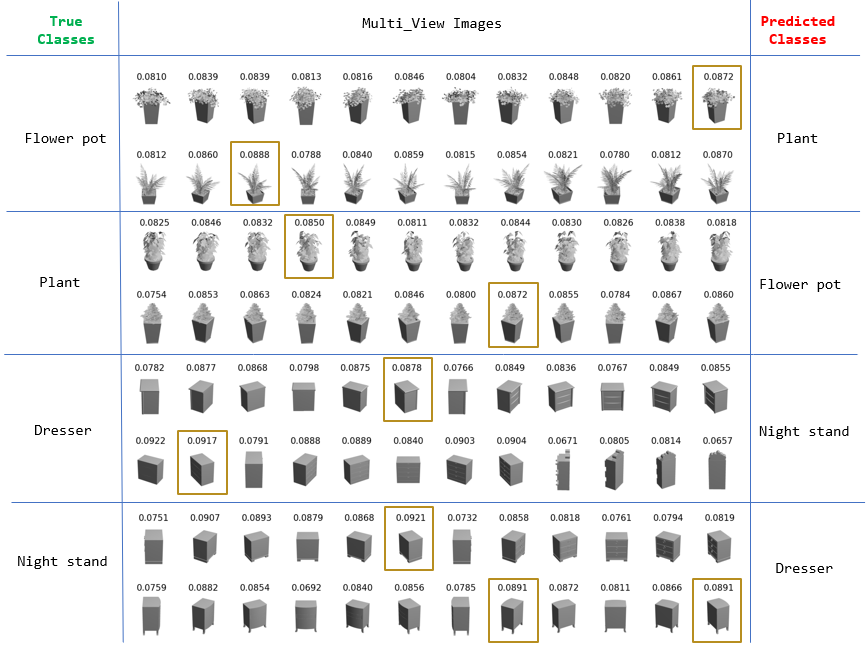 True
Classes
Multi_View Images
Predicted
Classes
0.0810 0.0839 0.0839 0.0813 0.0816 0.0846 0.0804 0.0832 0.0848 0.0820 0.0861 0.0872
Flower pot
Plant
0.0812 0.0860 0.0888 0.0788 0.0840 0.0859 0.0815 0.0854 0.0821 0.0780 0.0812 0.0870
0.0825 0.0846 0.0832 0.0850 0.0849 0.0811 0.0832 0.0844 0.0830 0.0826 0.0838 0.0818
Plant
Flower pot
0.0754 0.0853 0.0863 0.0824 0.0821 0.0846 0.0800 0.0872 0.0855 0.0784 0.0867 0.0860
0.0782 0.0877 0.0868 0.0798 0.0875 0.0878 0.0766 0.0849 0.0836 0.0767 0.0849 0.0855
Dresser
Night stand
0.0922 0.0917 0.0791 0.0888 0.0889 0.0840 0.0903 0.0904 0.0671 0.0805 0.0814 0.0657
0.0751 0.0907 0.0893 0.0879 0.0868 0.0921 0.0732 0.0858 0.0818 0.0761 0.0794 0.0819
Night stand
Dresser
0.0759 0.0882 0.0854 0.0692 0.0840 0.0856 0.0785 0.0891 0.0872 0.0811 0.0866 0.0891